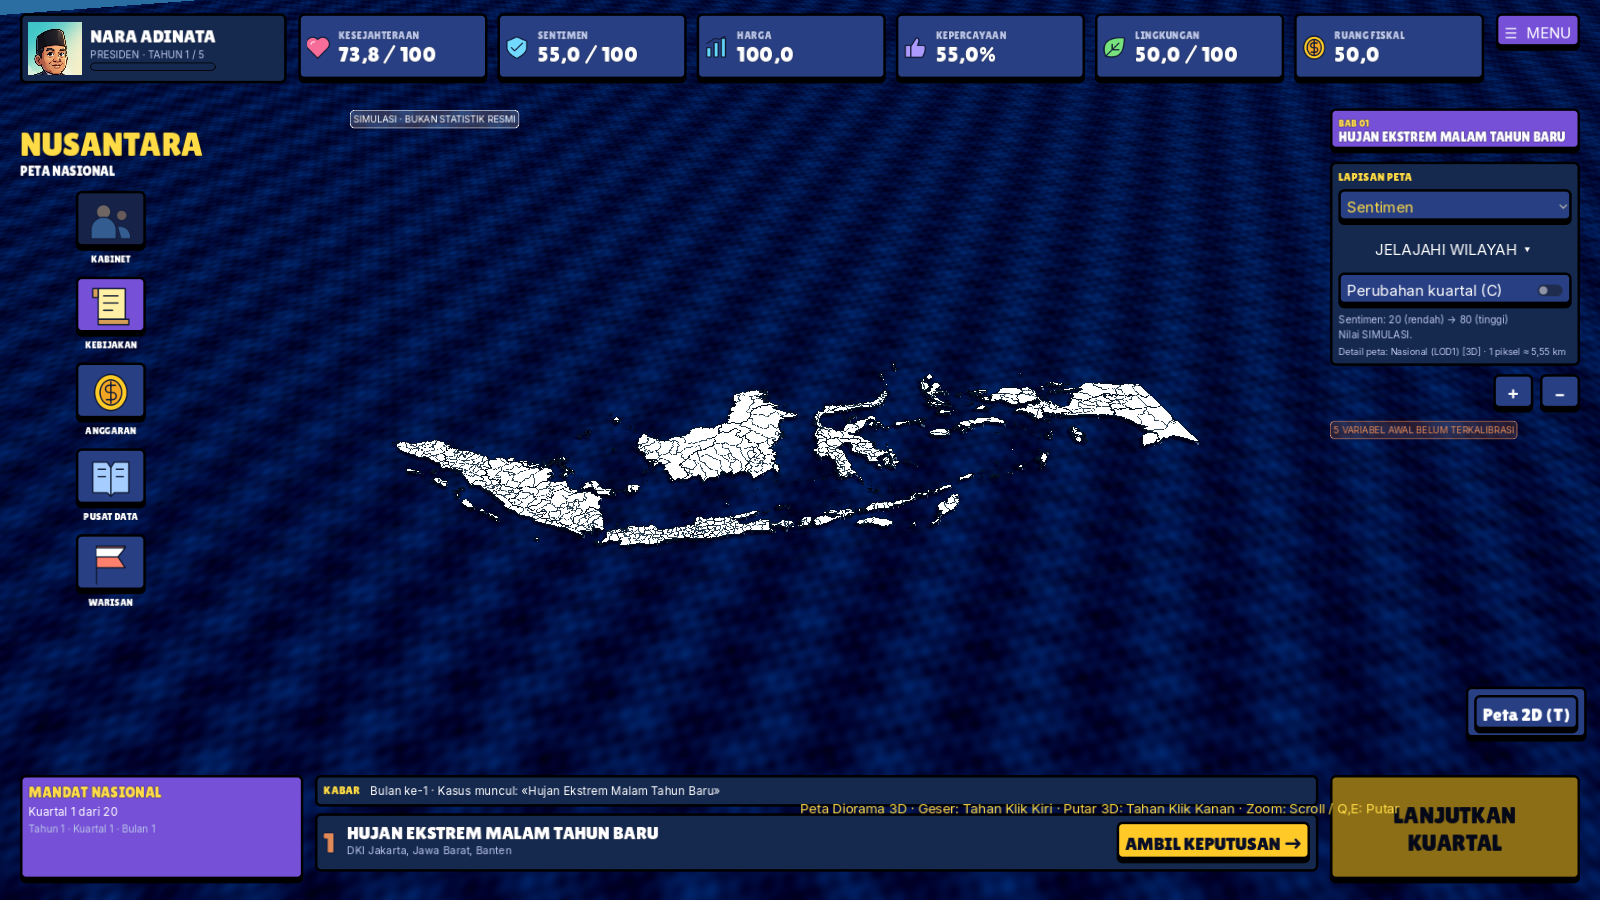 NARA ADINATA
PRESIDEN · TAHUN 1 / 5
KESEJAHTERAAN
73,8 / 100
SENTIMEN
55,0 / 100
HARGA
100,0
KEPERCAYAAN
55,0%
LINGKUNGAN
50,0 / 100
RUANG FISKAL
50,0
☰ MENU
SIMULASI · BUKAN STATISTIK RESMI
NUSANTARA
PETA NASIONAL
KABINET
KEBIJAKAN
ANGGARAN
PUSAT DATA
WARISAN
BAB 01
HUJAN EKSTREM MALAM TAHUN BARU
LAPISAN PETA
Sentimen
JELAJAHI WILAYAH ▾
Perubahan kuartal (C)
Sentimen: 20 (rendah) → 80 (tinggi)
Nilai SIMULASI.
Detail peta: Nasional (LOD1) [3D] · 1 piksel ≈ 5,55 km
+ −
5 VARIABEL AWAL BELUM TERKALIBRASI
Peta 2D (T)
MANDAT NASIONAL
Kuartal 1 dari 20
Tahun 1 · Kuartal 1 · Bulan 1
KABAR Bulan ke-1 · Kasus muncul: «Hujan Ekstrem Malam Tahun Baru»
Peta Diorama 3D · Geser: Tahan Klik Kiri · Putar 3D: Tahan Klik Kanan · Zoom: Scroll / Q,E: Putar
1 HUJAN EKSTREM MALAM TAHUN BARU
DKI Jakarta, Jawa Barat, Banten
AMBIL KEPUTUSAN →
LANJUTKAN
KUARTAL